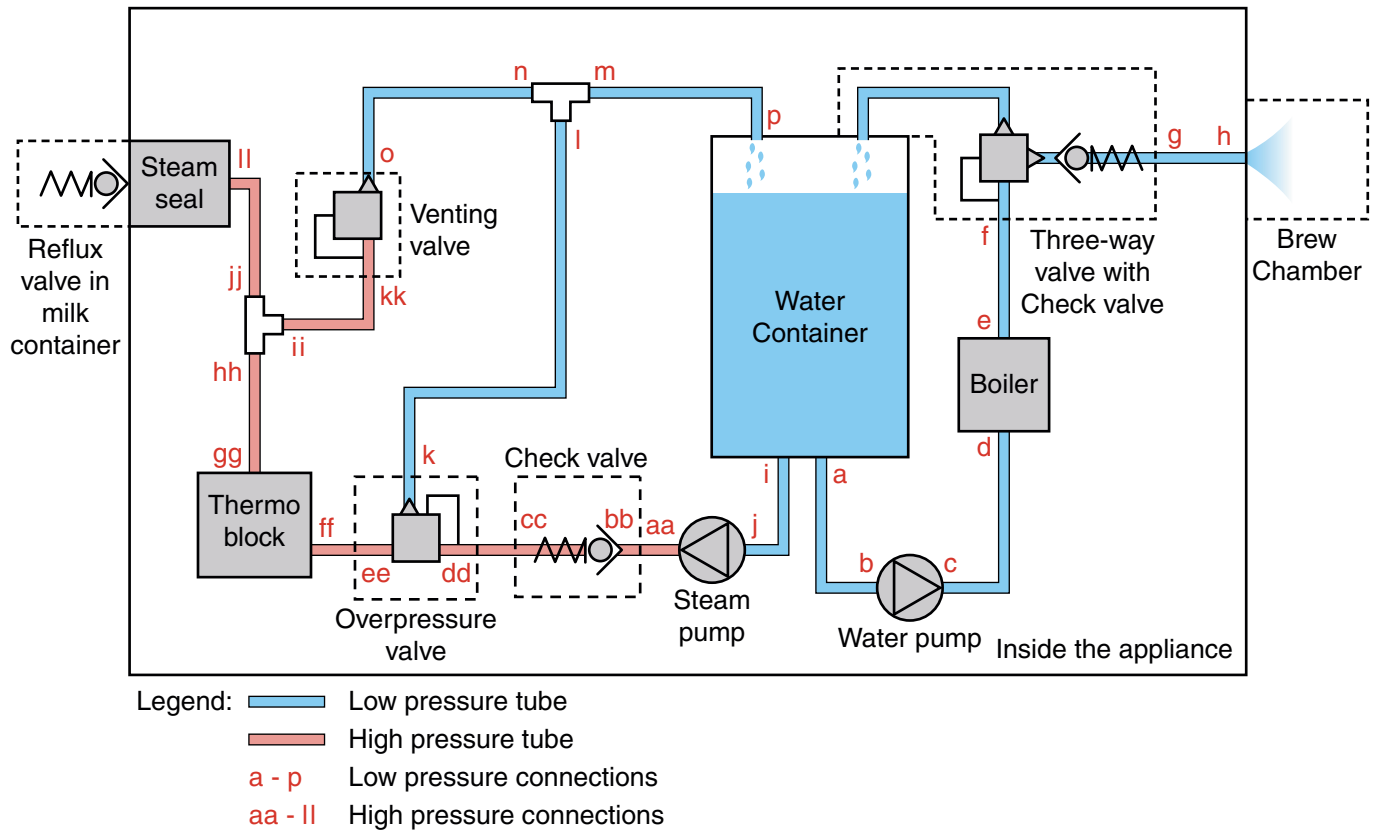 n
m
p
g
h
Steam
seal
ll
o
l
Venting
valve
Reflux
valve in
milk
container
f
Three-way
valve with
Check valve
Brew
Chamber
jj
kk
Water
Container
ii
e
hh
Boiler
gg
k
Check valve
i
a
d
Thermo
block
ff
cc
bb
aa
j
ee
dd
b
c
Overpressure
valve
Steam
pump
Water pump
Inside the appliance
Legend:
Low pressure tube
High pressure tube
a - p
Low pressure connections
aa - ll
High pressure connections